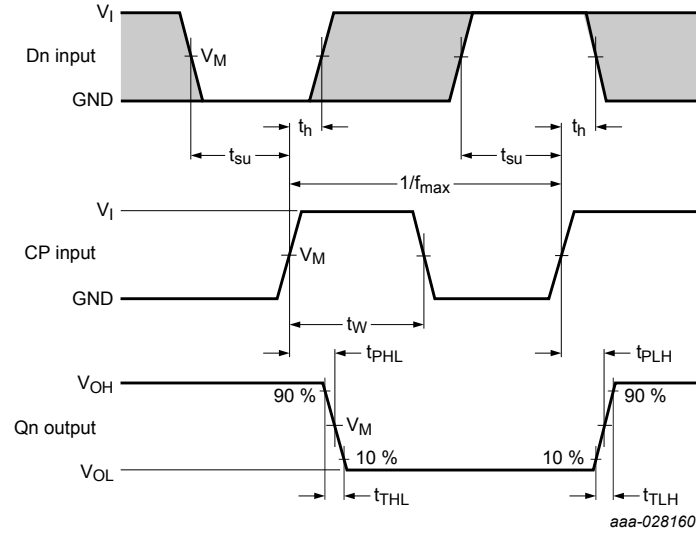 V_I
Dn input
V_M
GND
t_h
t_h
t_su
t_su
1/f_max
V_I
CP input
V_M
GND
t_W
t_PHL
t_PLH
V_OH
90 %
90 %
Qn output
V_M
10 %
10 %
V_OL
t_THL
t_TLH
aaa-028160